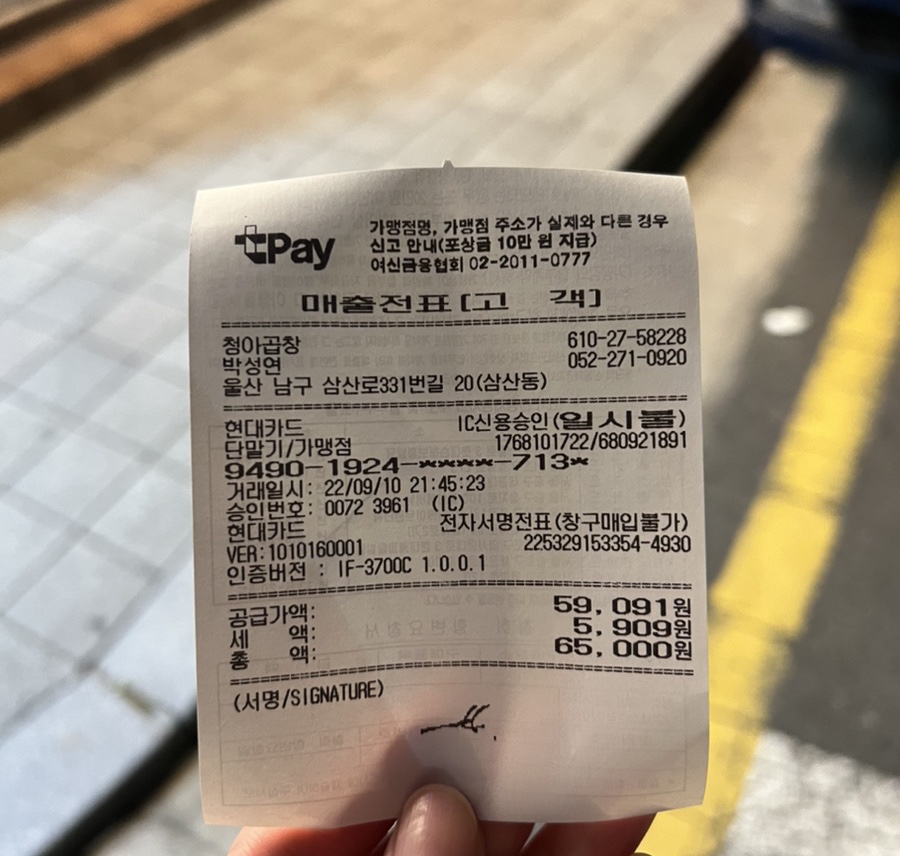 tPay
가맹점명, 가맹점 주소가 실제와 다른 경우
신고 안내(포상금 10만 원 지급)
여신금융협회 02-2011-0777
매출전표[고 객]
청아곱창 610-27-58228
박성연 052-271-0920
울산 남구 삼산로331번길 20(삼산동)
현대카드 IC신용승인(일시불)
단말기/가맹점 1768101722/680921891
9490-1924-****-713*
거래일시: 22/09/10 21:45:23
승인번호: 0072 3961 (IC)
현대카드 전자서명전표(창구매입불가)
VER:1010160001 225329153354-4930
인증버전 : IF-3700C 1.0.0.1
공급가액: 59,091원
세 액: 5,909원
총 액: 65,000원
(서명/SIGNATURE)